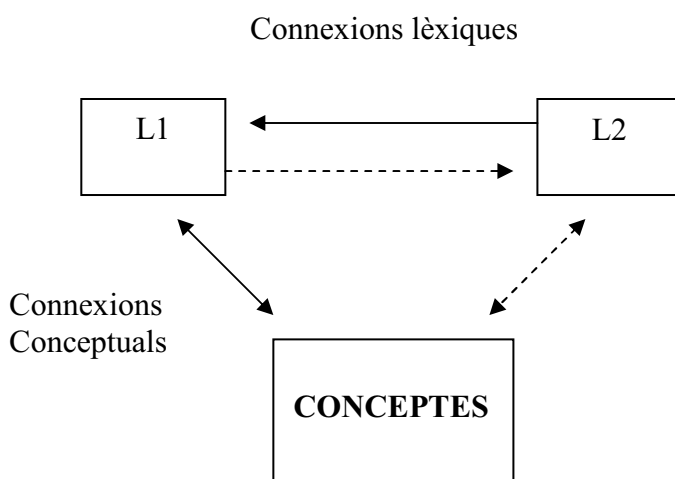 Connexions lèxiques
L1
L2
Connexions
Conceptuals
CONCEPTES